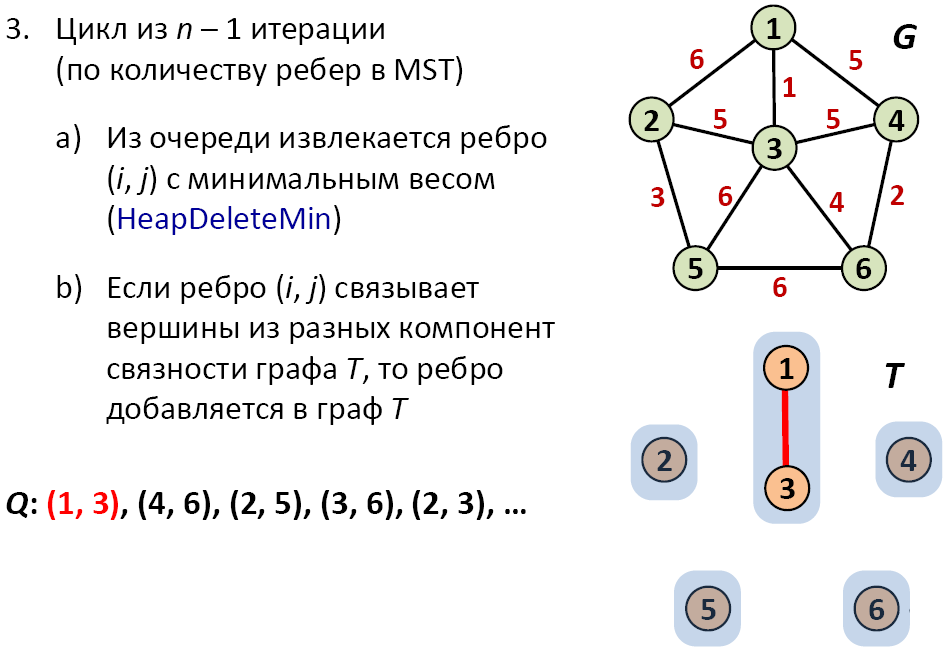 3. Цикл из n – 1 итерации
(по количеству ребер в MST)
a) Из очереди извлекается ребро
(i, j) с минимальным весом
(HeapDeleteMin)
b) Если ребро (i, j) связывает
вершины из разных компонент
связности графа T, то ребро
добавляется в граф T
Q: (1, 3), (4, 6), (2, 5), (3, 6), (2, 3), ...
1
G
6
5
1
2
5
5
4
3
3
6
4
2
5
6
6
1
T
2
4
3
5
6